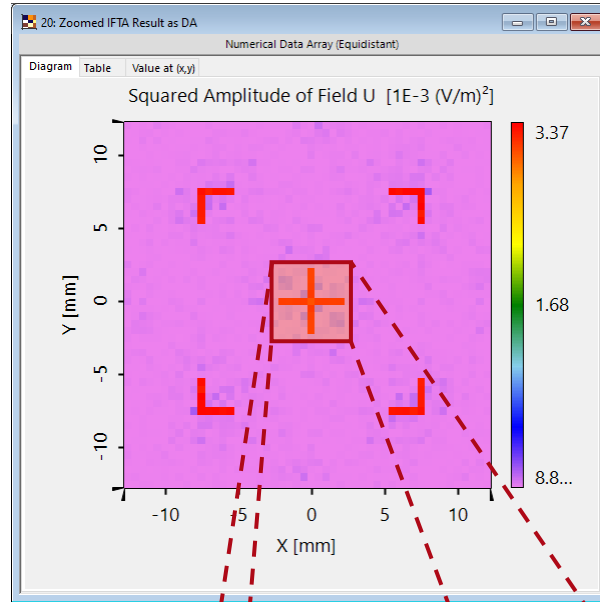 20: Zoomed IFTA Result as DA
Numerical Data Array (Equidistant)
Diagram Table Value at (x,y)
Squared Amplitude of Field U [1E-3 (V/m)²]
3.37
1.68
8.8...
Y [mm]
10
5
0
-5
-10
-10 -5 0 5 10
X [mm]